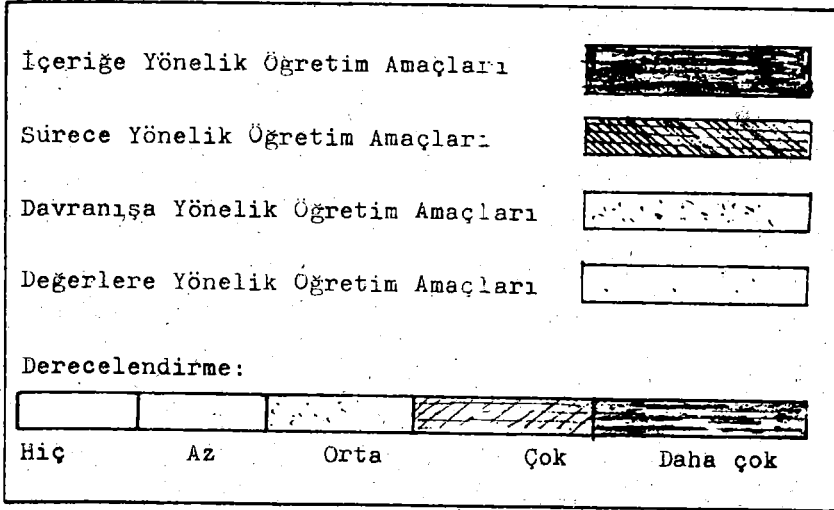 İçeriğe Yönelik Öğretim Amaçları
Sürece Yönelik Öğretim Amaçları
Davranışa Yönelik Öğretim Amaçları
Değerlere Yönelik Öğretim Amaçları
Derecelendirme:
Hiç Az Orta Çok Daha çok